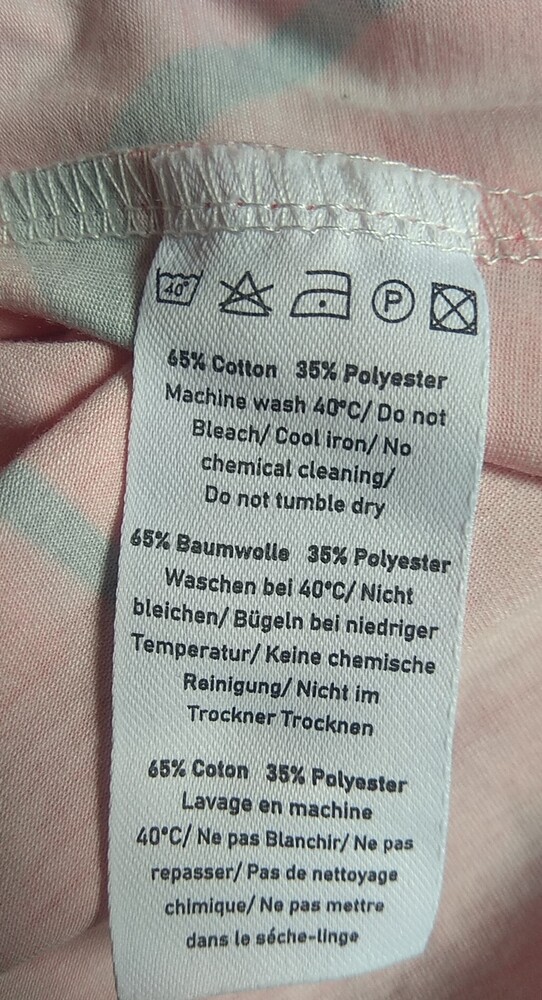 40° P
65% Cotton 35% Polyester
Machine wash 40°C/ Do not
Bleach/ Cool iron/ No
chemical cleaning/
Do not tumble dry
65% Baumwolle 35% Polyester
Waschen bei 40°C/ Nicht
bleichen/ Bügeln bei niedriger
Temperatur/ Keine chemische
Reinigung/ Nicht im
Trockner Trocknen
65% Coton 35% Polyester
Lavage en machine
40°C/ Ne pas Blanchir/ Ne pas
repasser/ Pas de nettoyage
chimique/ Ne pas mettre
dans le séche-linge